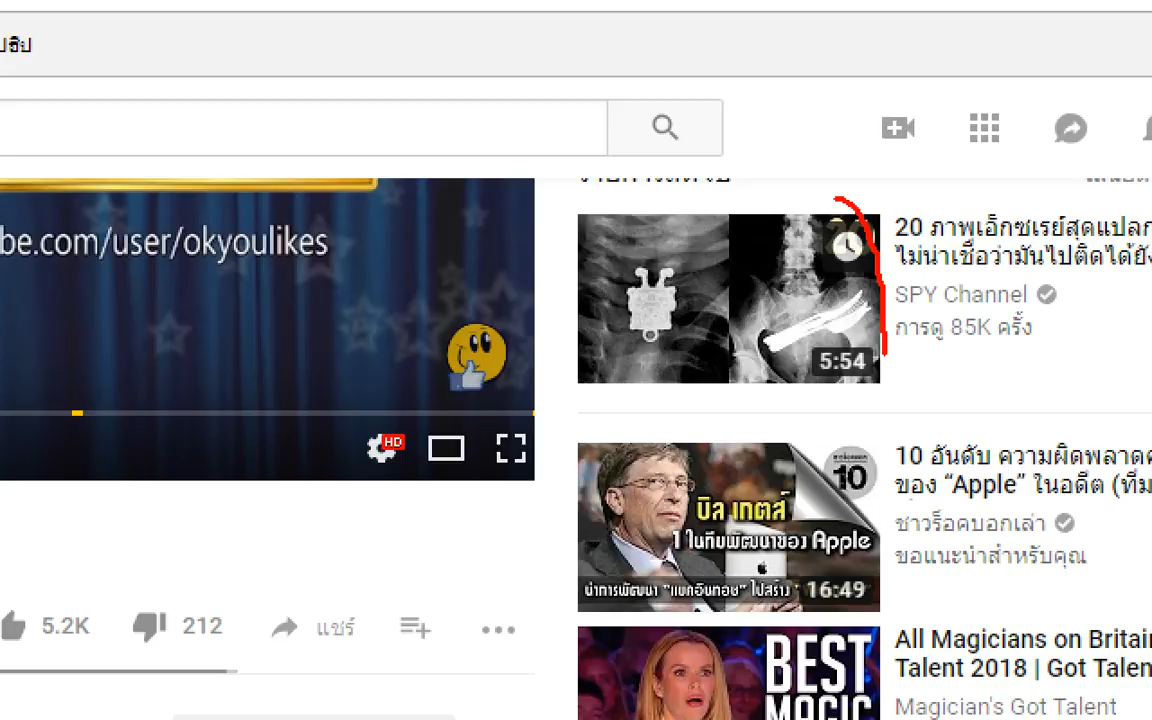 be.com/user/okyoulikes
HD
5.2K
212
แชร์
20 ภาพเอ็กซเรย์สุดแปลก
ไม่น่าเชื่อว่ามันไปติดได้ยัง
SPY Channel
การดู 85K ครั้ง
5:54
10 อันดับ ความผิดพลาด
ของ “Apple” ในอดีต (ที่ม
ชาวร็อคบอกเล่า
ขอแนะนำสำหรับคุณ
10
บิล เกตส์
1 ในทีมพัฒนาของ Apple
16:49
All Magicians on Britain
Talent 2018 | Got Talen
Magician's Got Talent
BEST
MAGIC